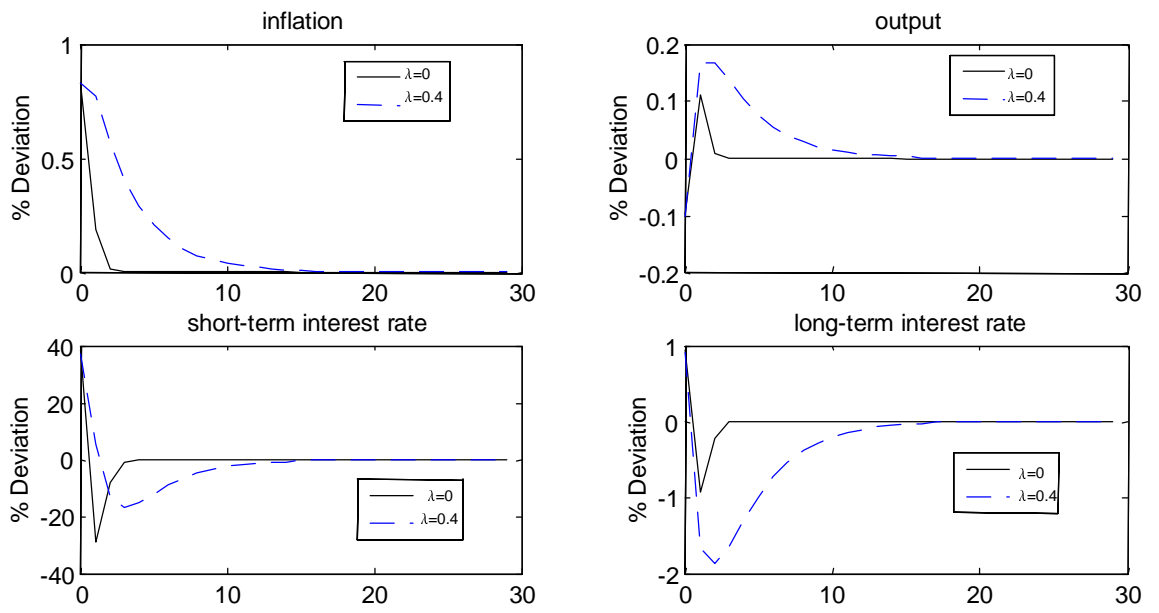 inflation
1
0.5
0
% Deviation
λ=0
λ=0.4
0 10 20 30
output
0.2
0.1
0
-0.1
-0.2
% Deviation
λ=0
λ=0.4
0 10 20 30
short-term interest rate
40
20
0
-20
-40
% Deviation
λ=0
λ=0.4
0 10 20 30
long-term interest rate
1
0
-1
-2
% Deviation
λ=0
λ=0.4
0 10 20 30